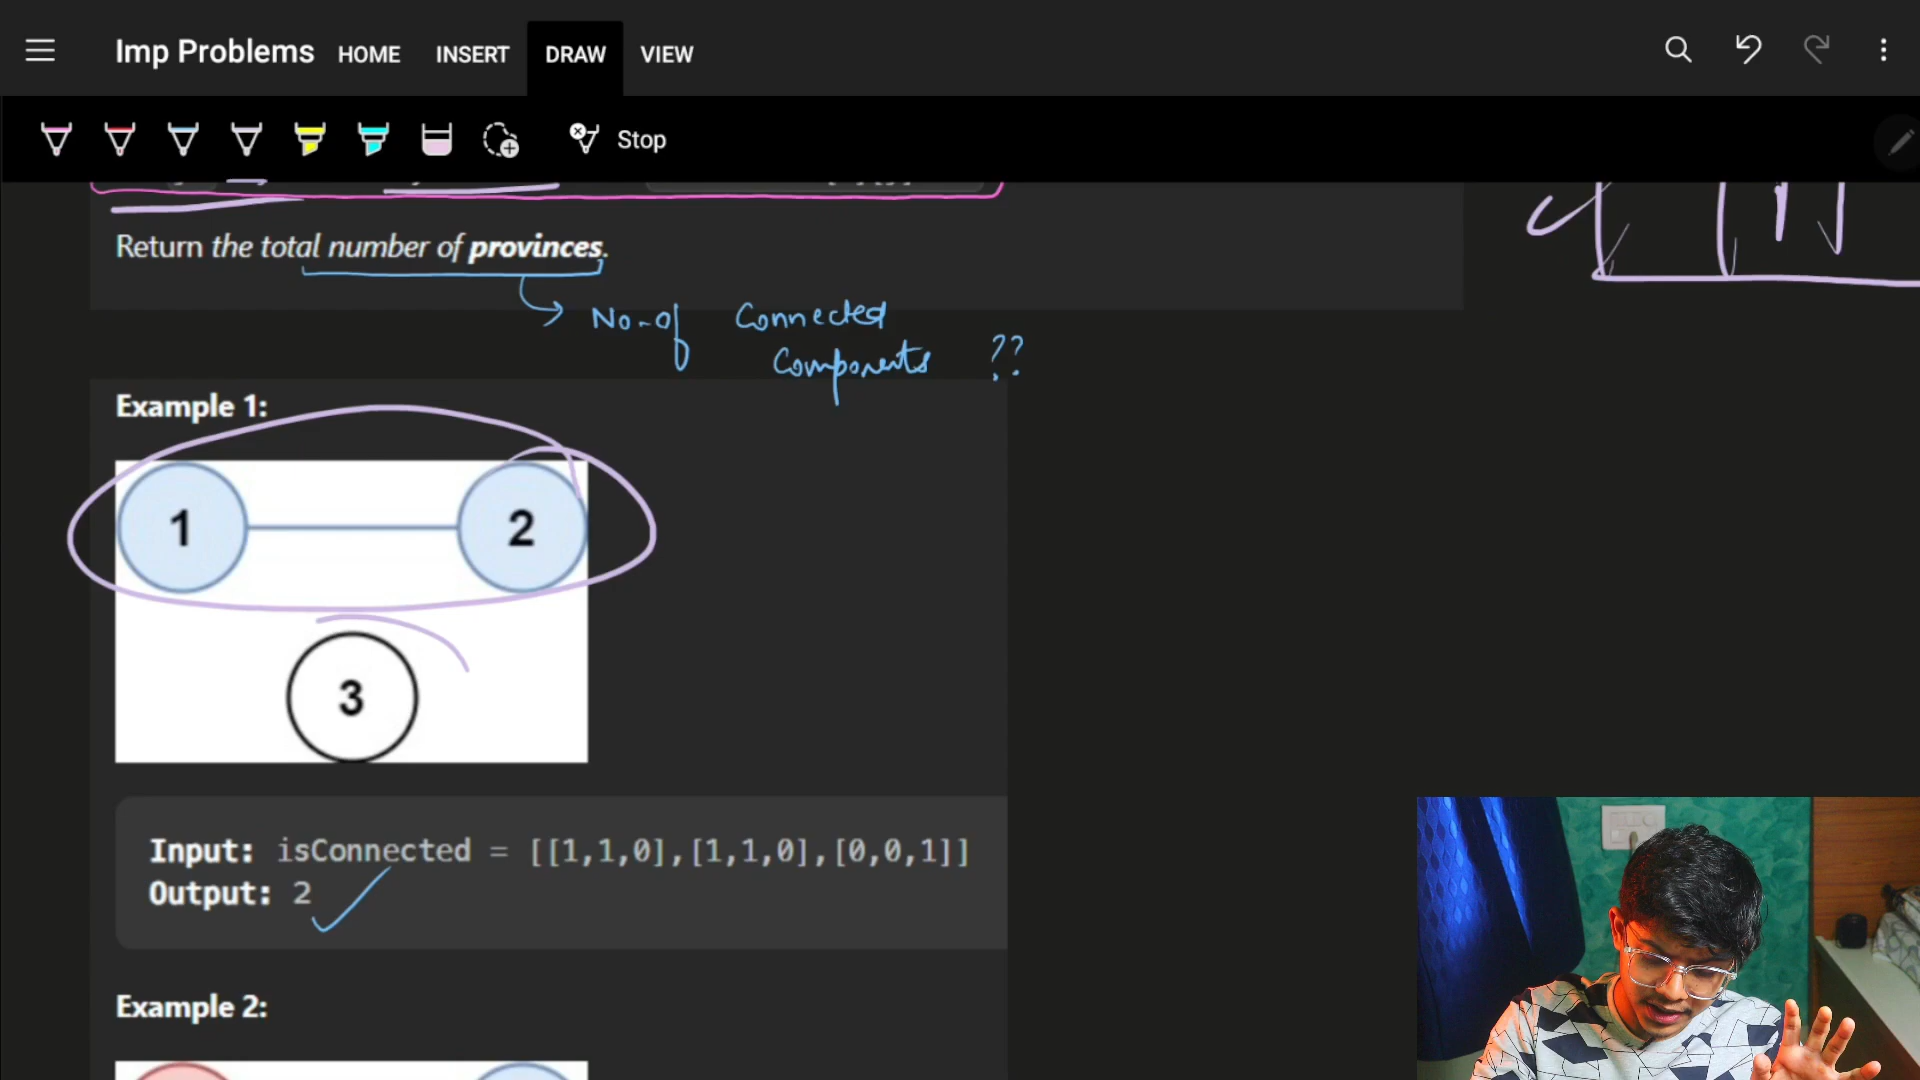 Imp Problems HOME INSERT DRAW VIEW
Stop
Return the total number of provinces.
No. of Connected
Components ??
Example 1:
1 2
3
Input: isConnected = [[1,1,0],[1,1,0],[0,0,1]]
Output: 2
Example 2: